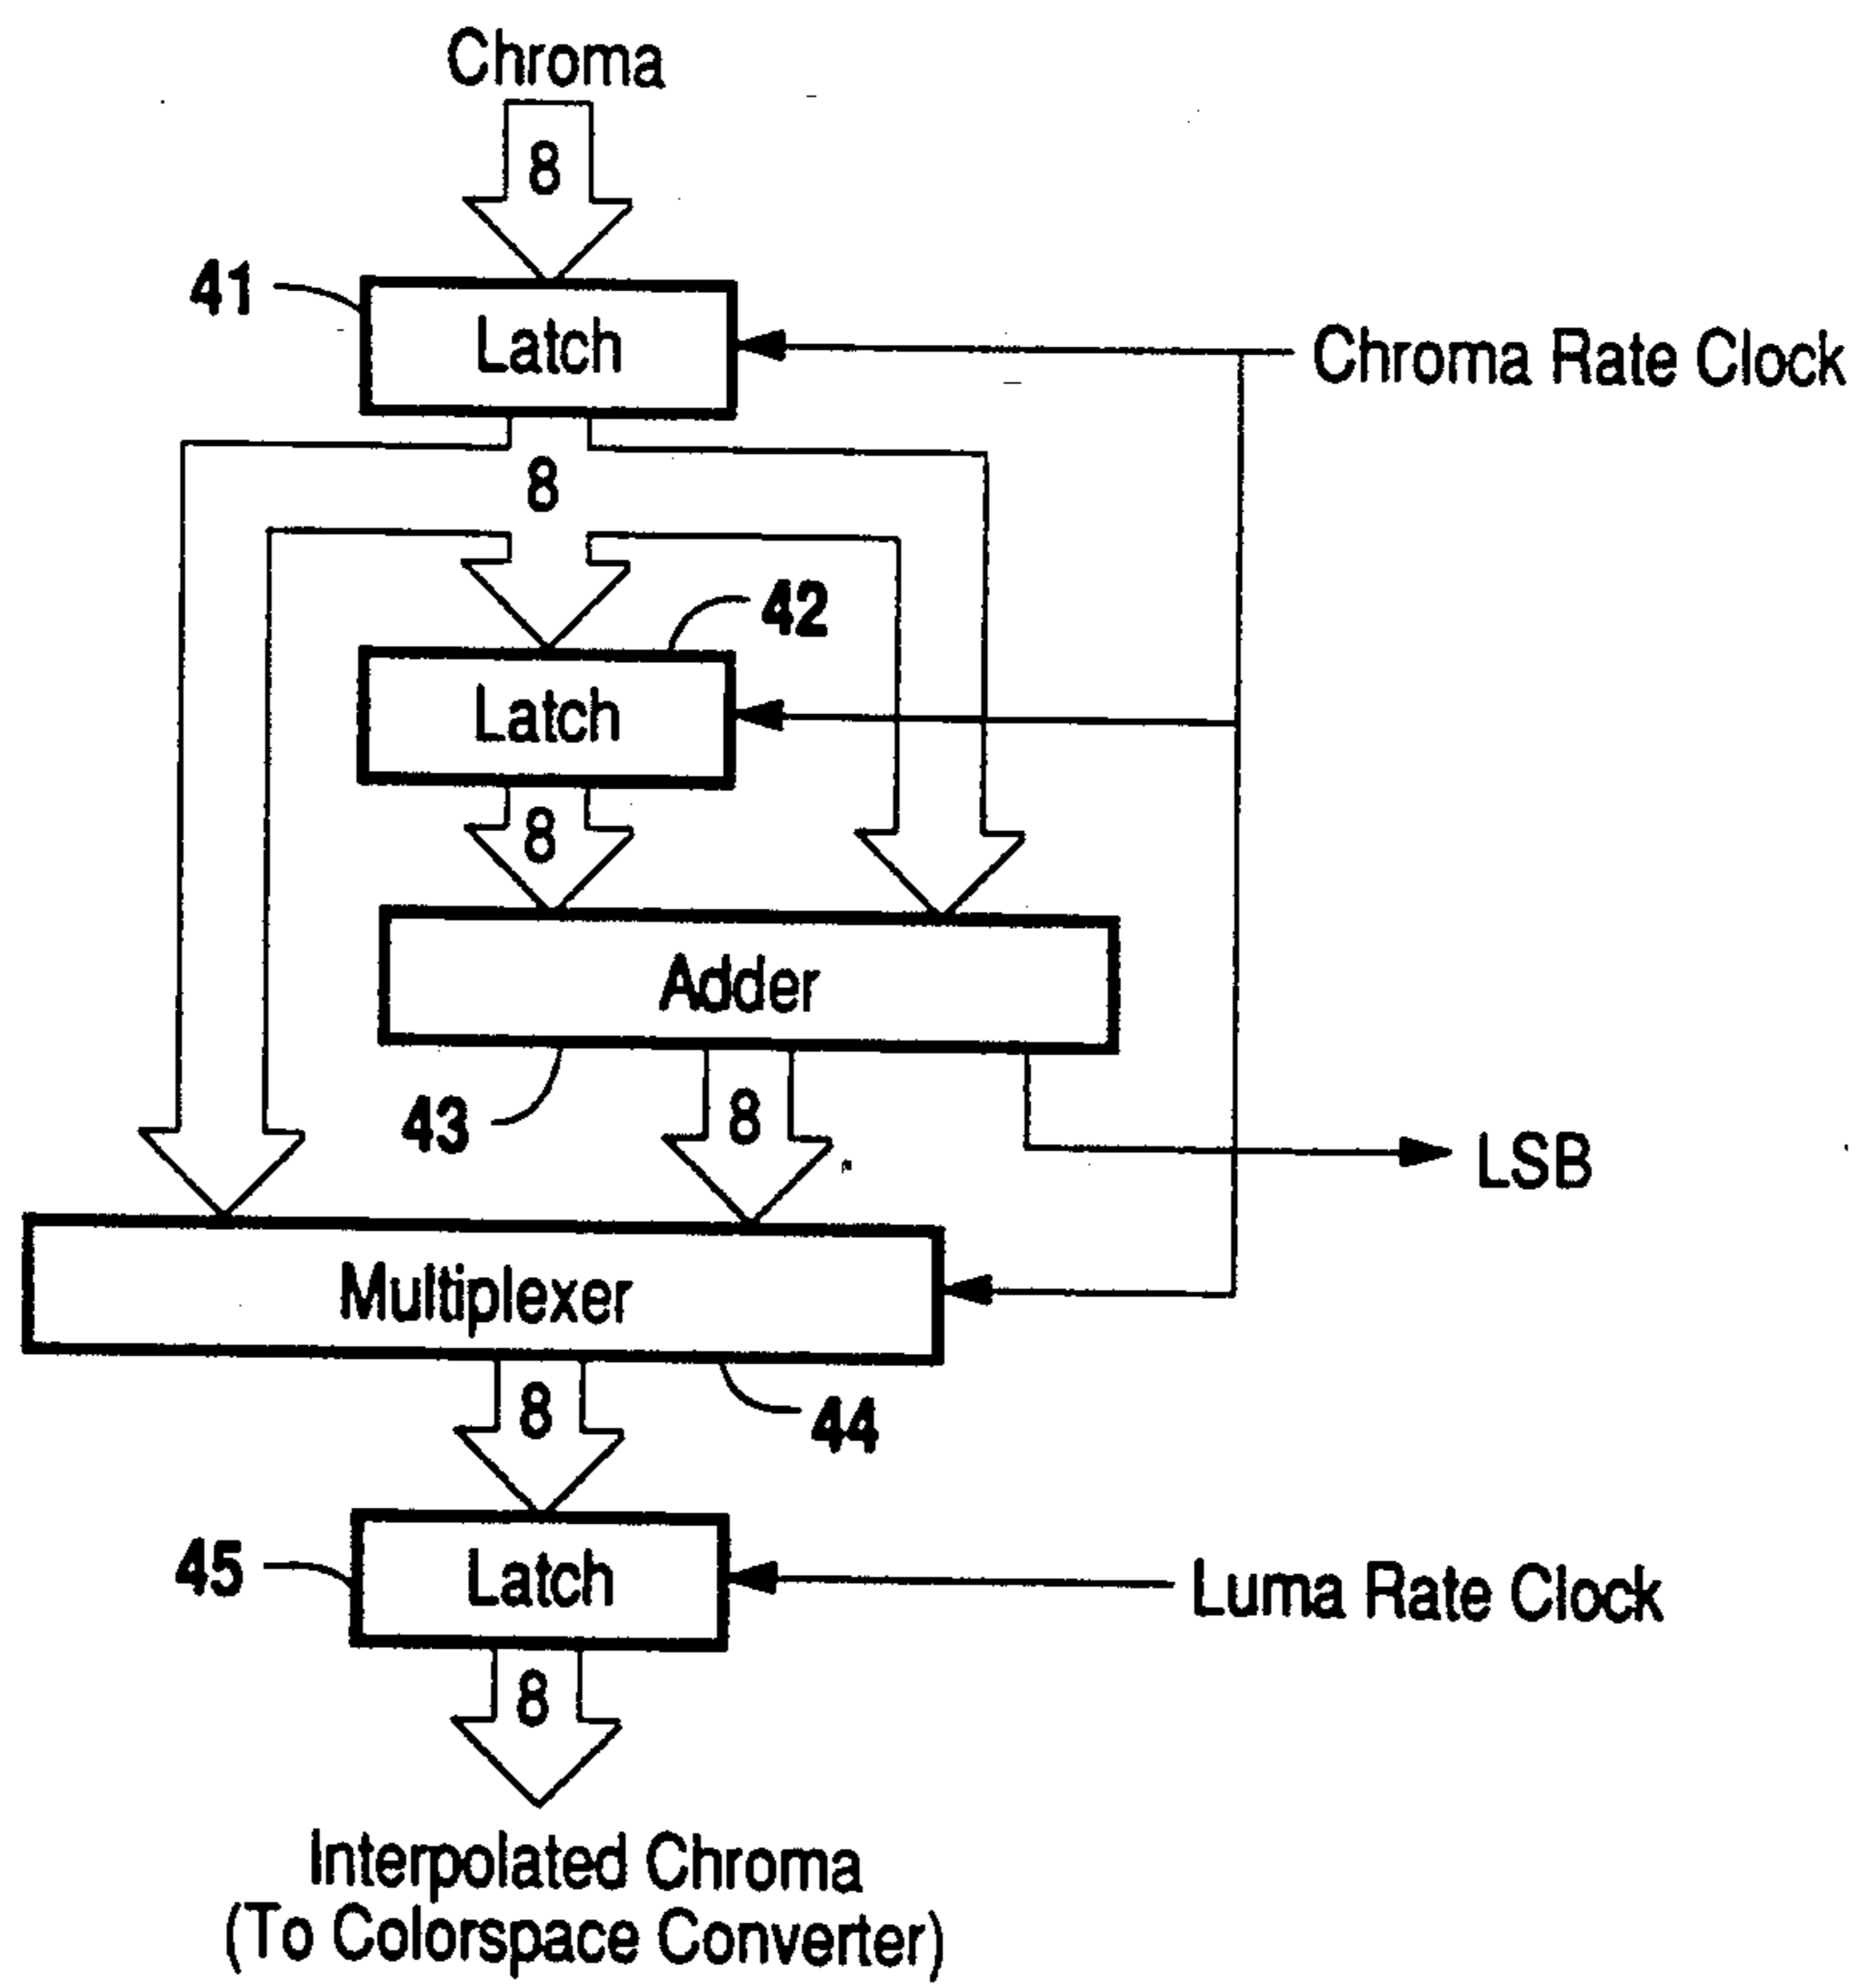 Chroma
8
41
Latch
Chroma Rate Clock
8
42
Latch
8
Adder
43
8
LSB
Multiplexer
8
44
45
Latch
Luma Rate Clock
8
Interpolated Chroma
(To Colorspace Converter)